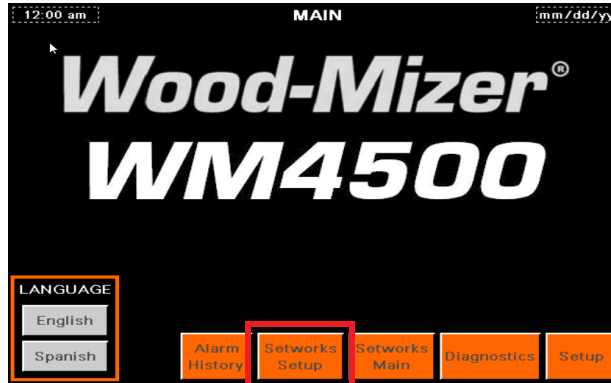 12:00 am MAIN mm/dd/yy
Wood-Mizer®
WM4500
LANGUAGE
English
Spanish
Alarm
History
Setworks
Setup
Setworks
Main
Diagnostics
Setup